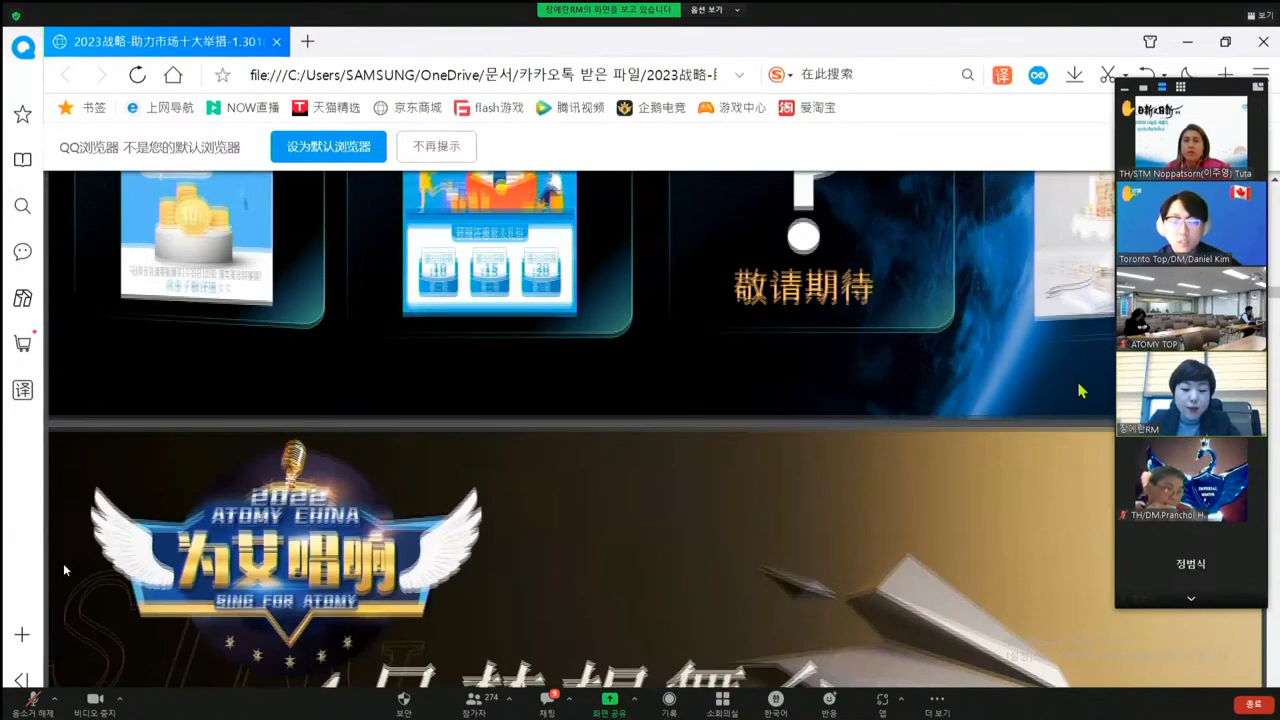 장애란RM의 화면을 보고 있습니다
옵션 보기
보기
2023战略-助力市场十大举措-1.301
file:///C:/Users/SAMSUNG/OneDrive/문서/카카오톡 받은 파일/2023战略-
在此搜索
译
书签
上网导航
NOW直播
天猫精选
京东商城
flash游戏
腾讯视频
企鹅电竞
游戏中心
爱淘宝
QQ浏览器 不是您的默认浏览器
设为默认浏览器
不再提示
译
敬请期待
2022
ATOMY CHINA
为艾唱响
SING FOR ATOMY
TH/STM Noppatsorn(이주영) Tuta
Toronto Top/DM/Daniel Kim
ATOMY TOP
장애란RM
IMPERIAL
TH/DM.Pranchol H.
정범식
음소거 해제
비디오 중지
보안
274
참가자
9
채팅
화면 공유
기록
소회의실
한국어
반응
앱
더 보기
종료